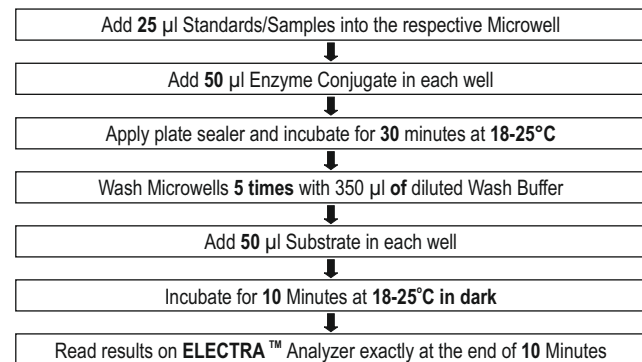 Add 25 µl Standards/Samples into the respective Microwell
Add 50 µl Enzyme Conjugate in each well
Apply plate sealer and incubate for 30 minutes at 18-25°C
Wash Microwells 5 times with 350 µl of diluted Wash Buffer
Add 50 µl Substrate in each well
Incubate for 10 Minutes at 18-25°C in dark
Read results on ELECTRA™ Analyzer exactly at the end of 10 Minutes